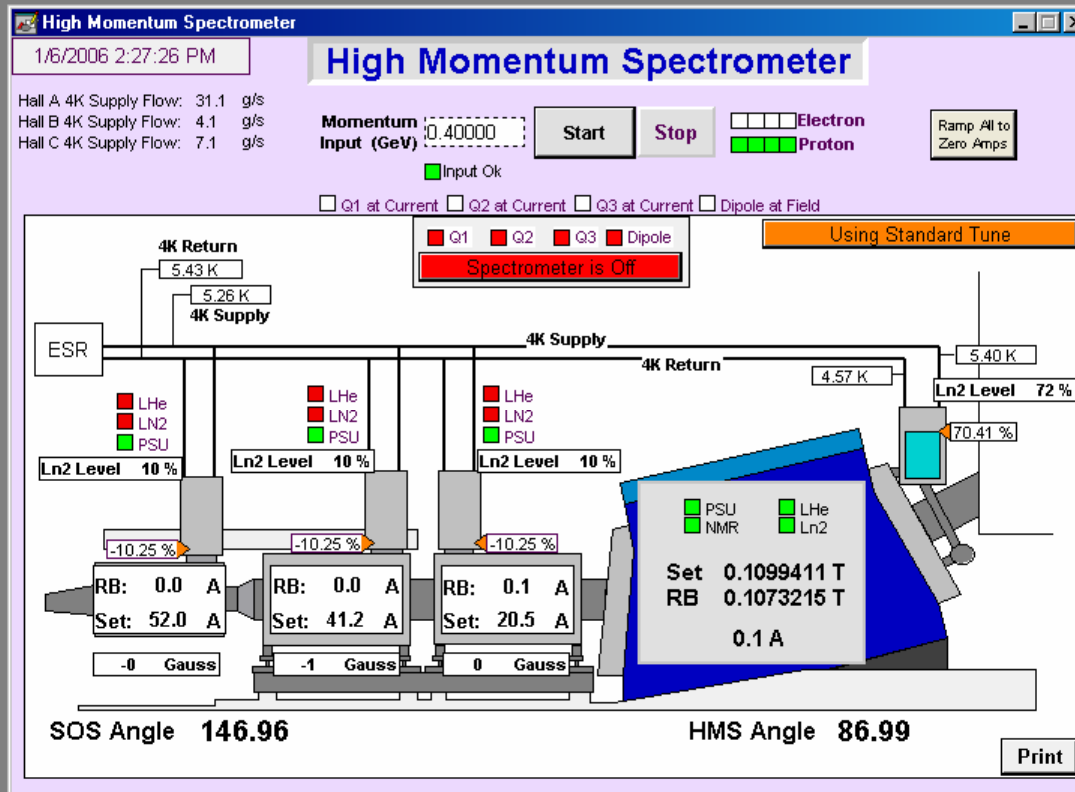 High Momentum Spectrometer
1/6/2006 2:27:26 PM
High Momentum Spectrometer
Hall A 4K Supply Flow: 31.1 g/s
Hall B 4K Supply Flow: 4.1 g/s
Hall C 4K Supply Flow: 7.1 g/s
Momentum Input (GeV) 0.40000
Start
Stop
Electron
Proton
Ramp All to
Zero Amps
Input Ok
Q1 at Current Q2 at Current Q3 at Current Dipole at Field
Q1 Q2 Q3 Dipole
Spectrometer is Off
Using Standard Tune
4K Return
5.43 K
5.26 K
4K Supply
ESR
4K Supply
4K Return
5.40 K
4.57 K
Ln2 Level 72 %
70.41 %
LHe
LN2
PSU
Ln2 Level 10 %
LHe
LN2
PSU
Ln2 Level 10 %
LHe
LN2
PSU
Ln2 Level 10 %
-10.25 %
-10.25 %
-10.25 %
RB: 0.0 A
Set: 52.0 A
-0 Gauss
RB: 0.0 A
Set: 41.2 A
-1 Gauss
RB: 0.1 A
Set: 20.5 A
0 Gauss
PSU LHe
NMR Ln2
Set 0.1099411 T
RB 0.1073215 T
0.1 A
SOS Angle 146.96
HMS Angle 86.99
Print